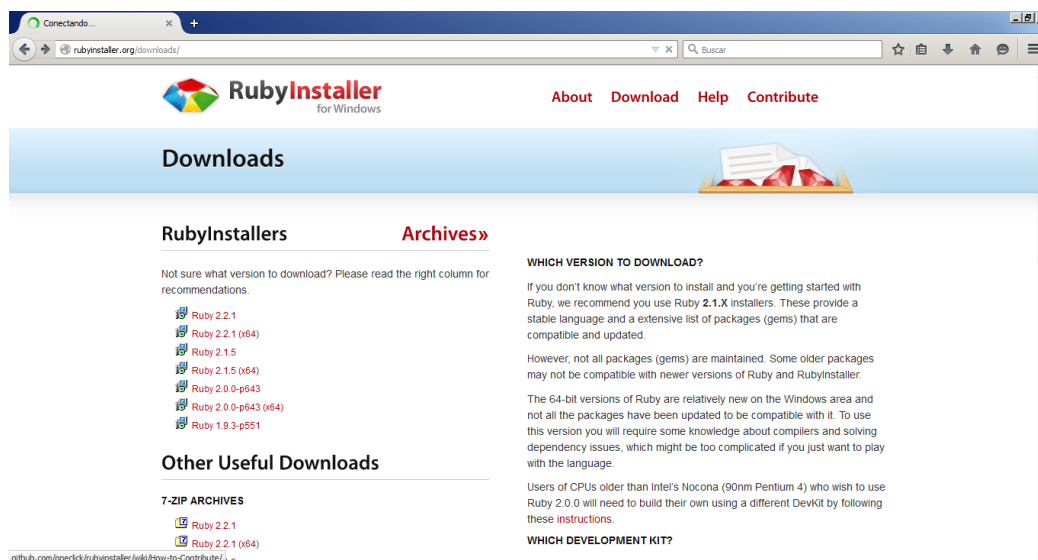 Conectando...
rubyinstaller.org/downloads/
Buscar
RubyInstaller
for Windows
About Download Help Contribute
Downloads
RubyInstallers
Archives»
Not sure what version to download? Please read the right column for
recommendations.
Ruby 2.2.1
Ruby 2.2.1 (x64)
Ruby 2.1.5
Ruby 2.1.5 (x64)
Ruby 2.0.0-p643
Ruby 2.0.0-p643 (x64)
Ruby 1.9.3-p551
Other Useful Downloads
7-ZIP ARCHIVES
Ruby 2.2.1
Ruby 2.2.1 (x64)
github.com/oneclick/rubyinstaller/wiki/How-to-Contribute/
WHICH VERSION TO DOWNLOAD?
If you don't know what version to install and you're getting started with
Ruby, we recommend you use Ruby 2.1.X installers. These provide a
stable language and a extensive list of packages (gems) that are
compatible and updated.
However, not all packages (gems) are maintained. Some older packages
may not be compatible with newer versions of Ruby and RubyInstaller.
The 64-bit versions of Ruby are relatively new on the Windows area and
not all the packages have been updated to be compatible with it. To use
this version you will require some knowledge about compilers and solving
dependency issues, which might be too complicated if you just want to play
with the language.
Users of CPUs older than Intel's Nocona (90nm Pentium 4) who wish to use
Ruby 2.0.0 will need to build their own using a different DevKit by following
these instructions.
WHICH DEVELOPMENT KIT?